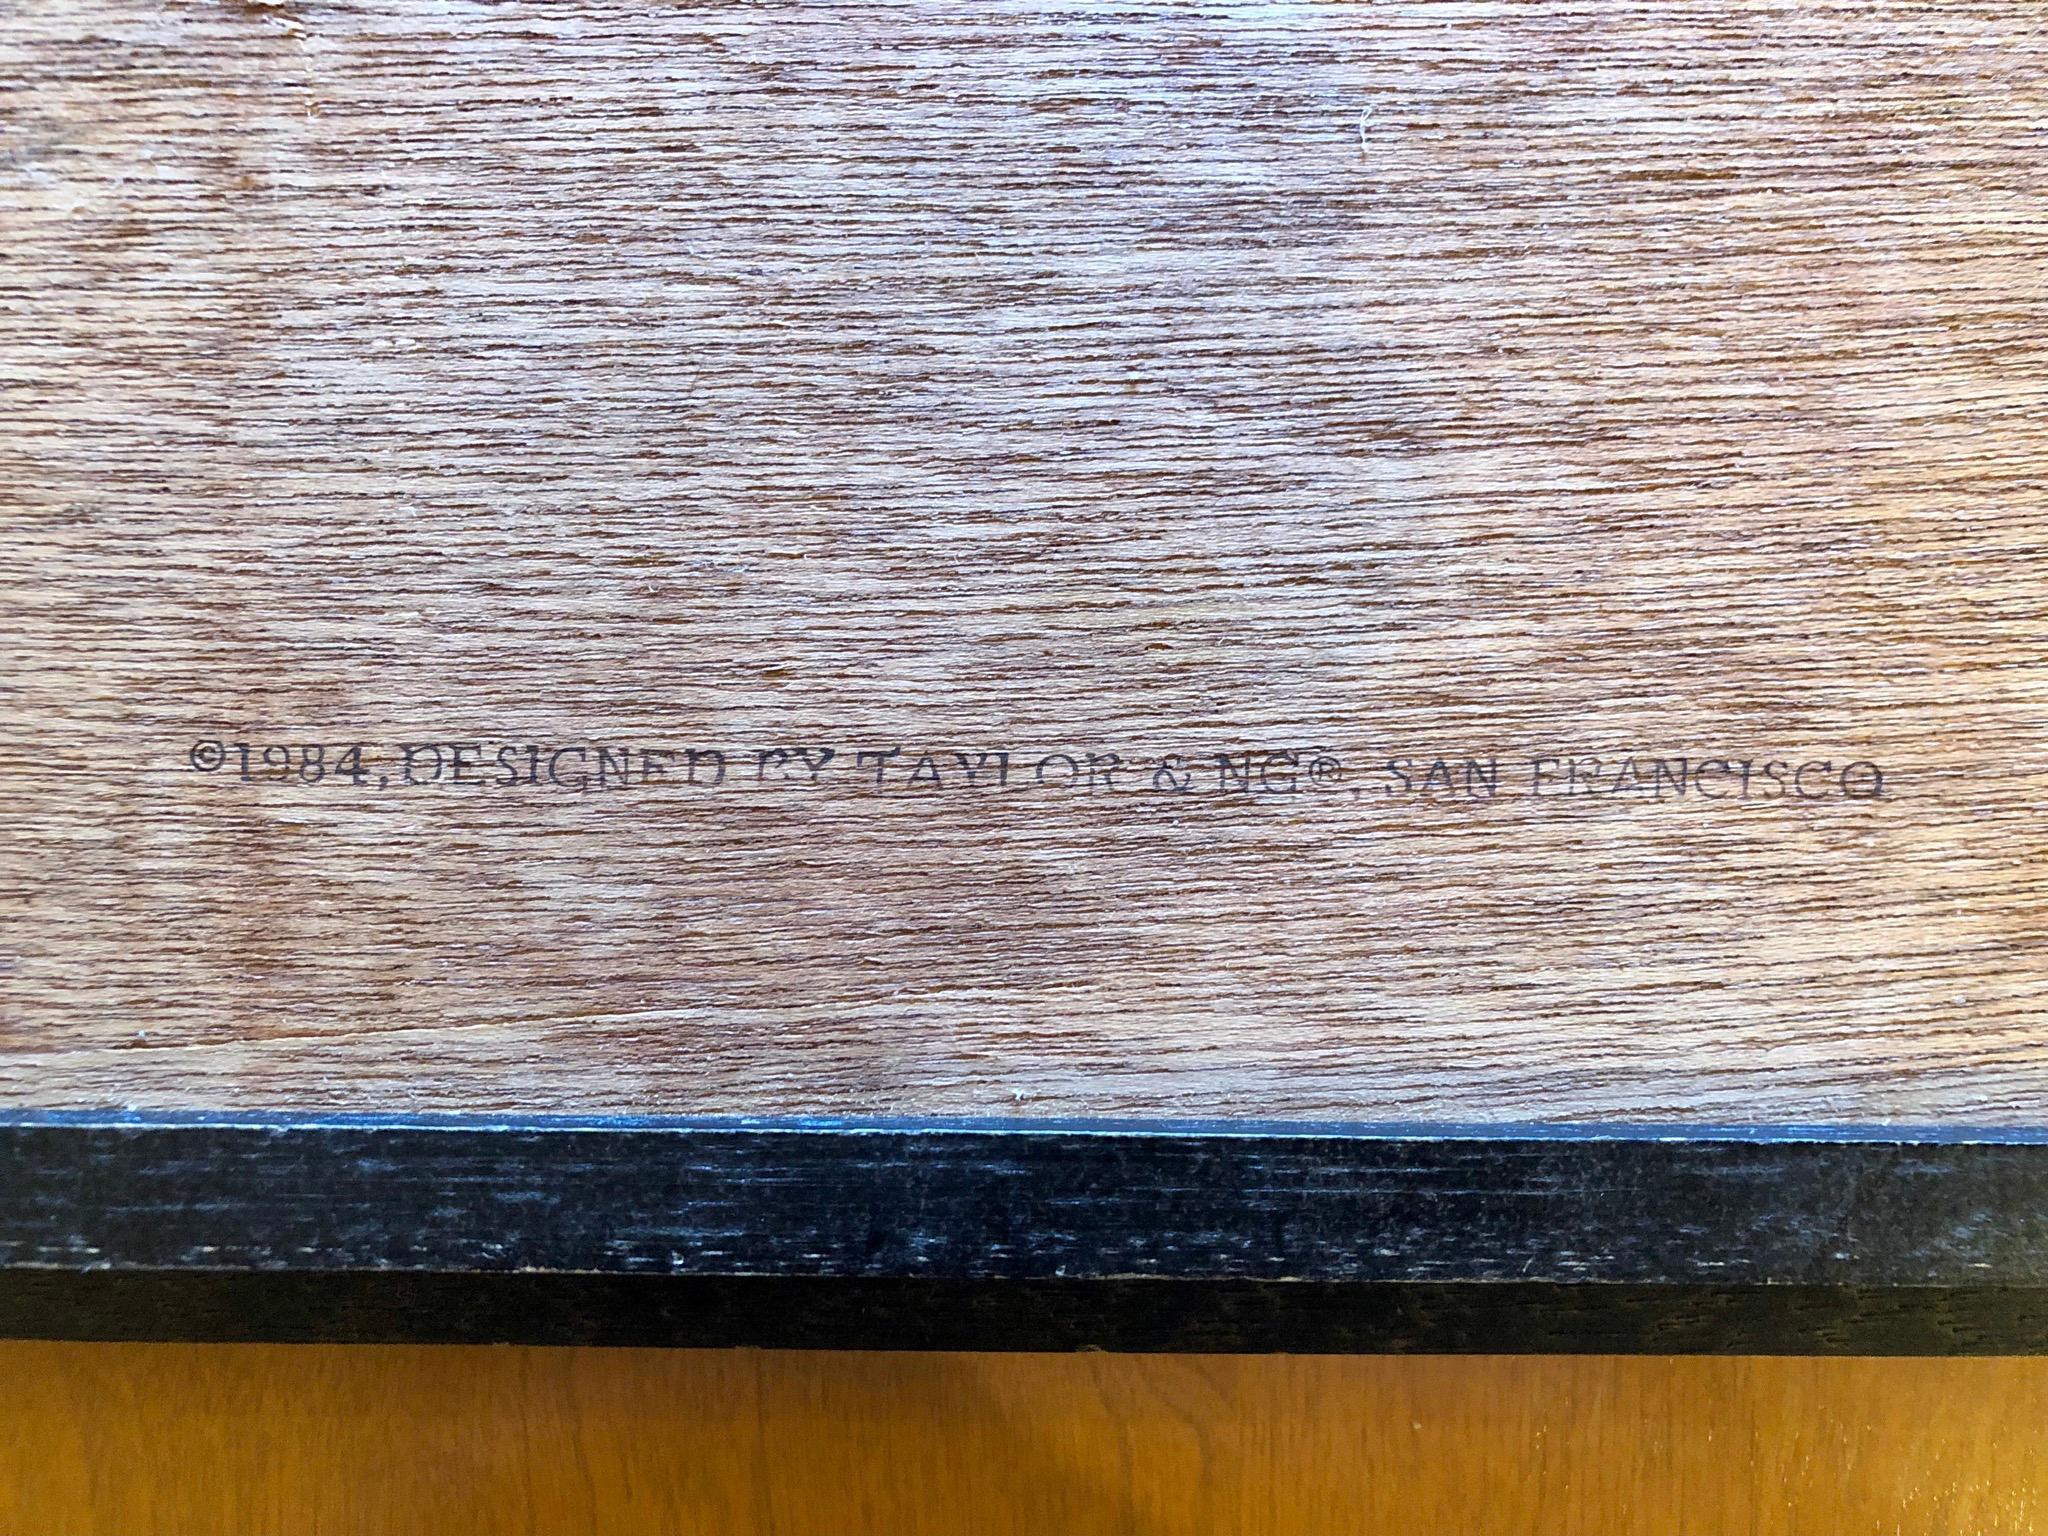 ©1984, DESIGNED BY TAYLOR & NG®, SAN FRANCISCO